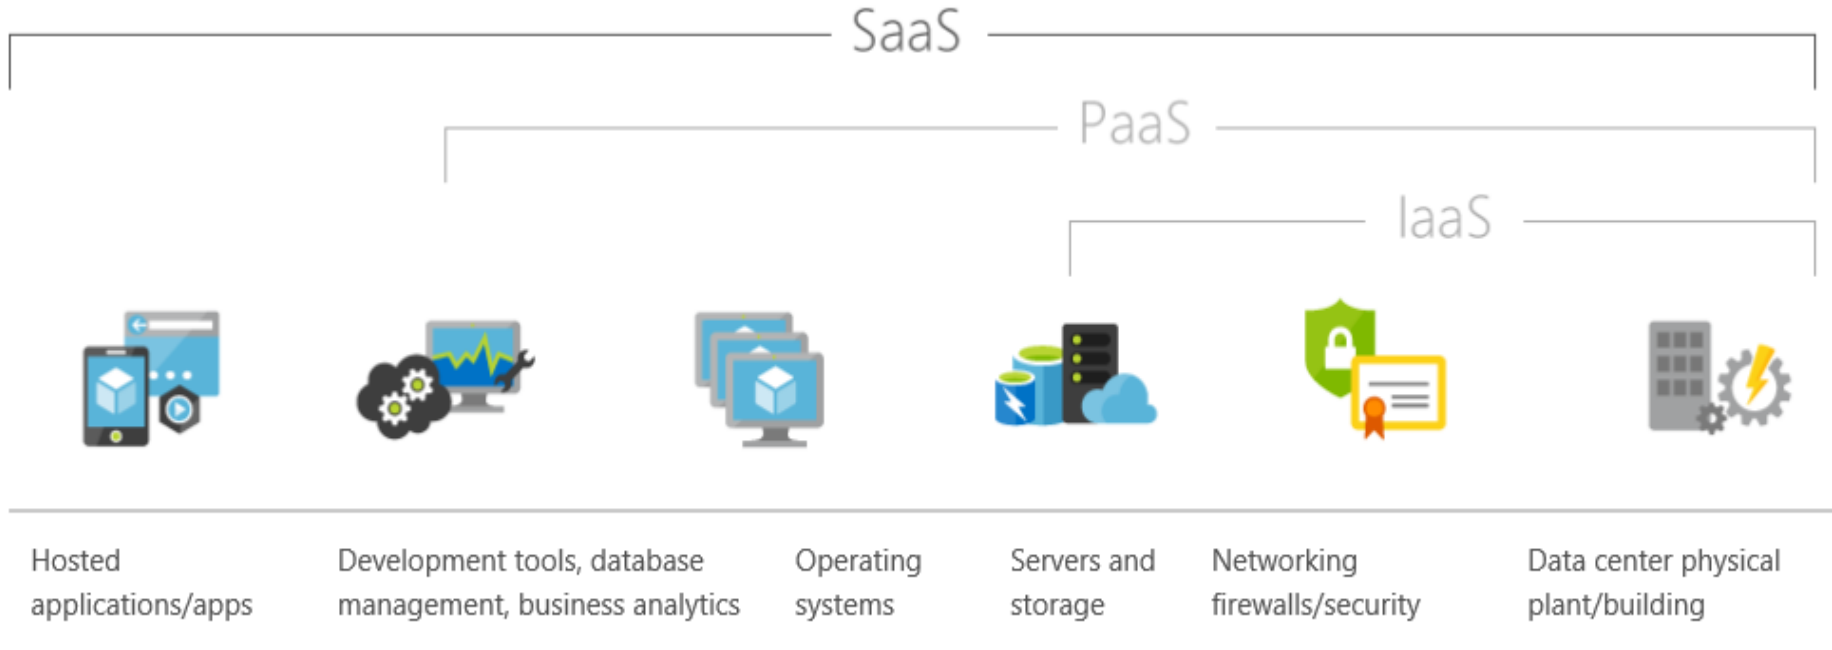 SaaS
PaaS
IaaS
Hosted
applications/apps
Development tools, database
management, business analytics
Operating
systems
Servers and
storage
Networking
firewalls/security
Data center physical
plant/building